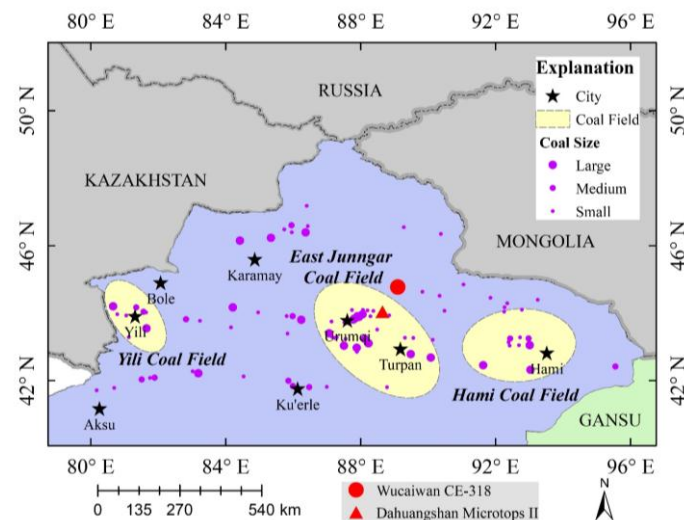 80° E 84° E 88° E 92° E 96° E
50° N
46° N
42° N
RUSSIA
KAZAKHSTAN
MONGOLIA
GANSU
Explanation
City
Coal Field
Coal Size
Large
Medium
Small
Karamay
East Junngar
Coal Field
Bole
Yili
Yili Coal Field
Urumqi
Turpan
Hami
Hami Coal Field
Ku'erle
Aksu
50° N
46° N
42° N
80° E 84° E 88° E 92° E 96° E
0 135 270 540 km
Wucaiwan CE-318
Dahuangshan Microtops II
N